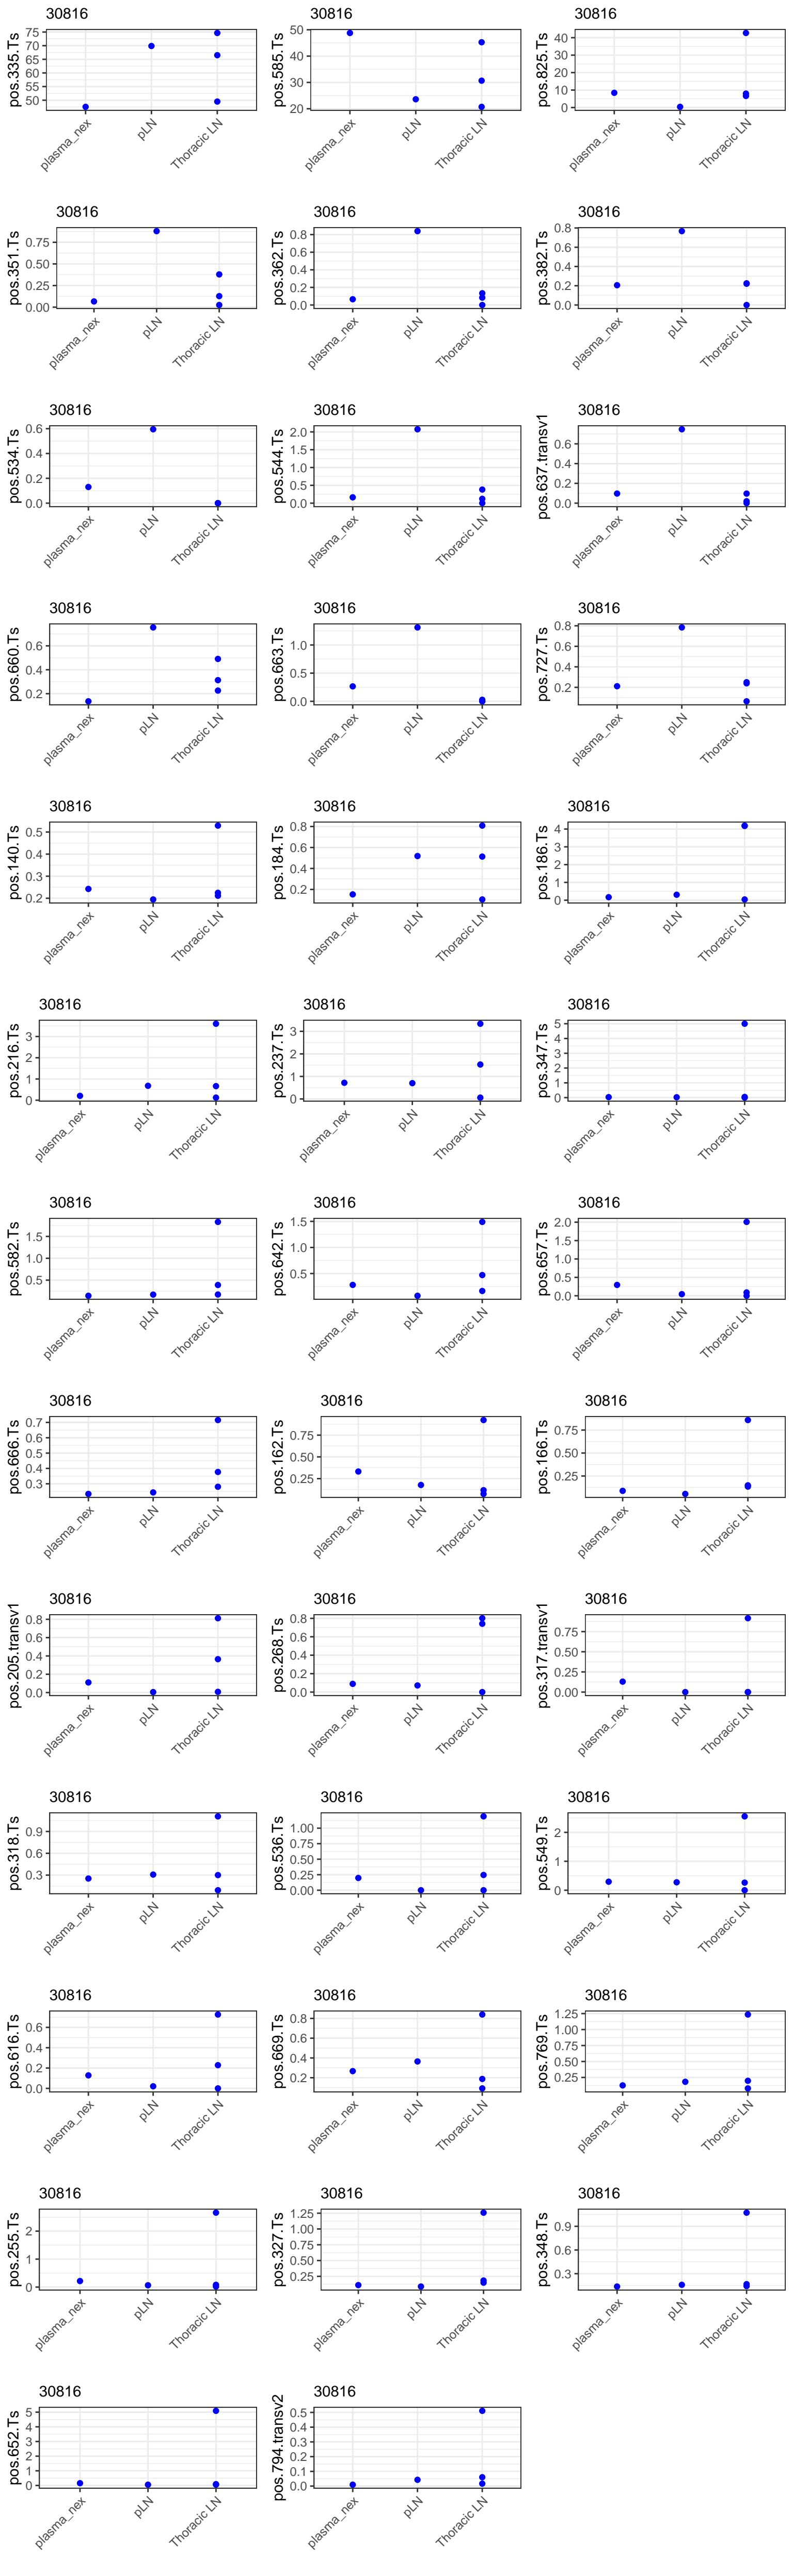 30816
pos.335.Ts
75
70
65
60
55
50
plasma_nex
pLN
Thoracic LN
30816
pos.585.Ts
50
40
30
20
plasma_nex
pLN
Thoracic LN
30816
pos.825.Ts
40
30
20
10
0
plasma_nex
pLN
Thoracic LN
30816
pos.351.Ts
0.75
0.50
0.25
0.00
plasma_nex
pLN
Thoracic LN
30816
pos.362.Ts
0.8
0.6
0.4
0.2
0.0
plasma_nex
pLN
Thoracic LN
30816
pos.382.Ts
0.8
0.6
0.4
0.2
0.0
plasma_nex
pLN
Thoracic LN
30816
pos.534.Ts
0.6
0.4
0.2
0.0
plasma_nex
pLN
Thoracic LN
30816
pos.544.Ts
2.0
1.5
1.0
0.5
0.0
plasma_nex
pLN
Thoracic LN
30816
pos.637.transv1
0.6
0.4
0.2
0.0
plasma_nex
pLN
Thoracic LN
30816
pos.660.Ts
0.6
0.4
0.2
plasma_nex
pLN
Thoracic LN
30816
pos.663.Ts
1.0
0.5
0.0
plasma_nex
pLN
Thoracic LN
30816
pos.727.Ts
0.8
0.6
0.4
0.2
plasma_nex
pLN
Thoracic LN
30816
pos.140.Ts
0.5
0.4
0.3
0.2
plasma_nex
pLN
Thoracic LN
30816
pos.184.Ts
0.8
0.6
0.4
0.2
plasma_nex
pLN
Thoracic LN
30816
pos.186.Ts
4
3
2
1
0
plasma_nex
pLN
Thoracic LN
30816
pos.216.Ts
3
2
1
0
plasma_nex
pLN
Thoracic LN
30816
pos.237.Ts
3
2
1
0
plasma_nex
pLN
Thoracic LN
30816
pos.347.Ts
5
4
3
2
1
0
plasma_nex
pLN
Thoracic LN
30816
pos.582.Ts
1.5
1.0
0.5
plasma_nex
pLN
Thoracic LN
30816
pos.642.Ts
1.5
1.0
0.5
plasma_nex
pLN
Thoracic LN
30816
pos.657.Ts
2.0
1.5
1.0
0.5
0.0
plasma_nex
pLN
Thoracic LN
30816
pos.666.Ts
0.7
0.6
0.5
0.4
0.3
plasma_nex
pLN
Thoracic LN
30816
pos.162.Ts
0.75
0.50
0.25
plasma_nex
pLN
Thoracic LN
30816
pos.166.Ts
0.75
0.50
0.25
plasma_nex
pLN
Thoracic LN
30816
pos.205.transv1
0.8
0.6
0.4
0.2
0.0
plasma_nex
pLN
Thoracic LN
30816
pos.268.Ts
0.8
0.6
0.4
0.2
0.0
plasma_nex
pLN
Thoracic LN
30816
pos.317.transv1
0.75
0.50
0.25
0.00
plasma_nex
pLN
Thoracic LN
30816
pos.318.Ts
0.9
0.6
0.3
plasma_nex
pLN
Thoracic LN
30816
pos.536.Ts
1.00
0.75
0.50
0.25
0.00
plasma_nex
pLN
Thoracic LN
30816
pos.549.Ts
2
1
0
plasma_nex
pLN
Thoracic LN
30816
pos.616.Ts
0.6
0.4
0.2
0.0
plasma_nex
pLN
Thoracic LN
30816
pos.669.Ts
0.8
0.6
0.4
0.2
plasma_nex
pLN
Thoracic LN
30816
pos.769.Ts
1.25
1.00
0.75
0.50
0.25
plasma_nex
pLN
Thoracic LN
30816
pos.255.Ts
2
1
0
plasma_nex
pLN
Thoracic LN
30816
pos.327.Ts
1.25
1.00
0.75
0.50
0.25
plasma_nex
pLN
Thoracic LN
30816
pos.348.Ts
0.9
0.6
0.3
plasma_nex
pLN
Thoracic LN
30816
pos.652.Ts
5
4
3
2
1
0
plasma_nex
pLN
Thoracic LN
30816
pos.794.transv2
0.5
0.4
0.3
0.2
0.1
0.0
plasma_nex
pLN
Thoracic LN